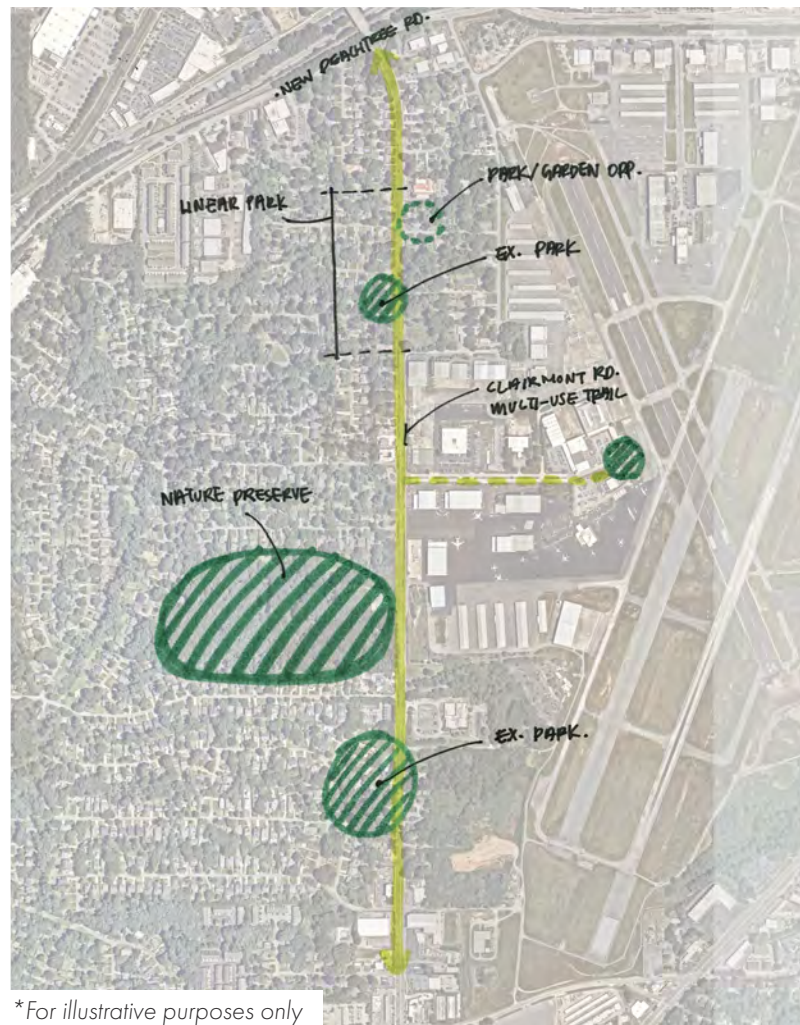 NEW PEACHTREE RD.
PARK/GARDEN OPP.
LINEAR PARK
EX. PARK
CLAIRMONT RD.
MULTI-USE TRAIL
NATURE PRESERVE
EX. PARK.
*For illustrative purposes only